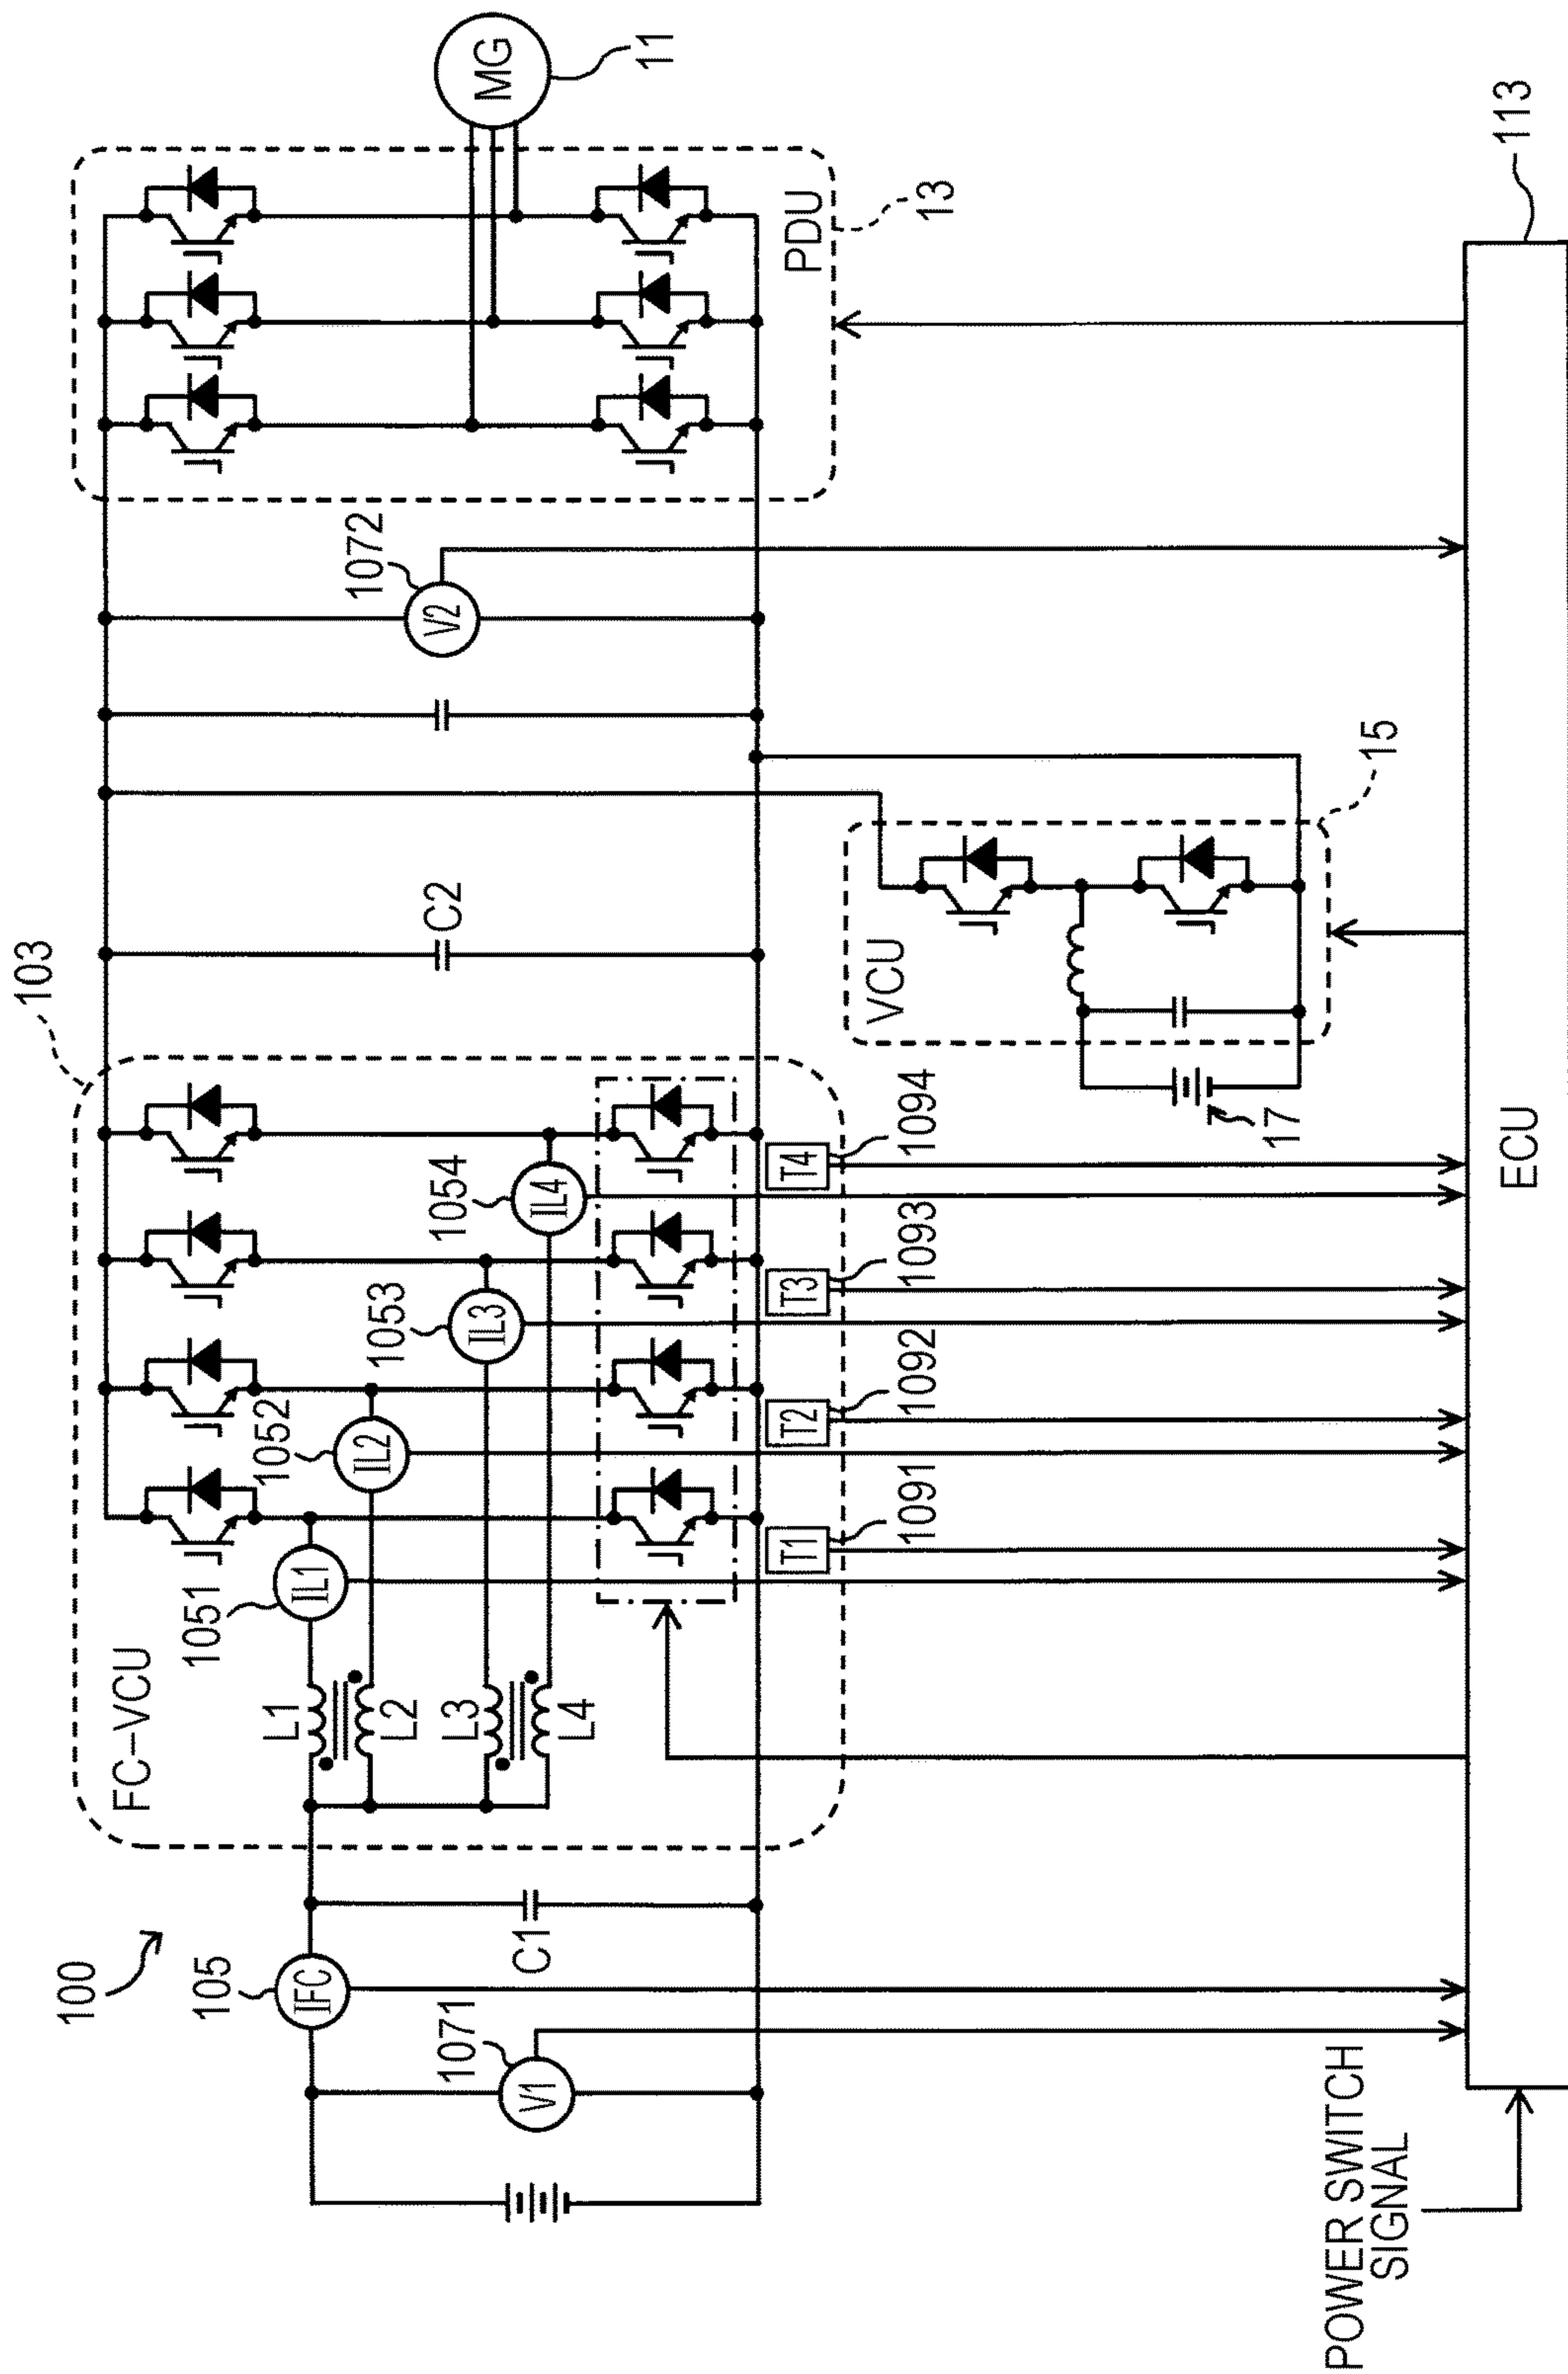 100
103
FC–VCU
105
IFC
1071
V1
C1
L1
L2
L3
L4
1051
IL1
1052
IL2
1053
IL3
1054
IL4
T1
1091
T2
1092
T3
1093
T4
1094
C2
1072
V2
VCU
15
17
PDU
13
MG
11
POWER SWITCH
SIGNAL
ECU
113